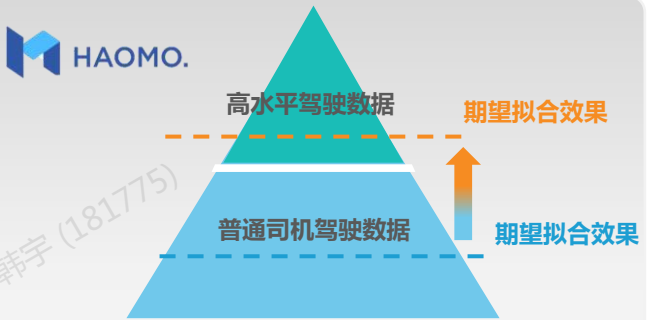 HAOMO.
高水平驾驶数据
期望拟合效果
普通司机驾驶数据
期望拟合效果
韩宇 (181775)